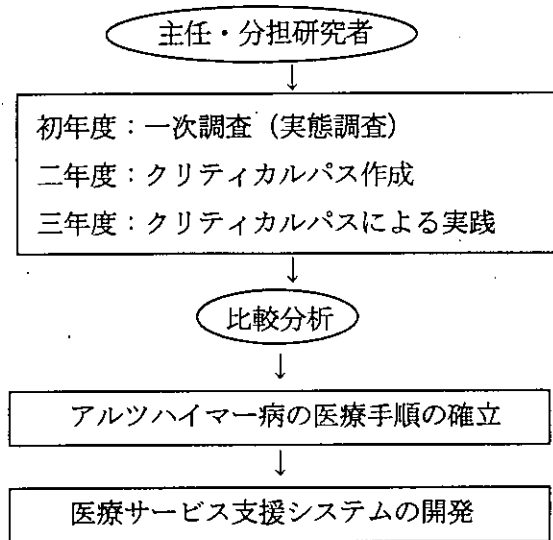 主任・分担研究者
↓
初年度：一次調査（実態調査）
二年度：クリティカルパス作成
三年度：クリティカルパスによる実践
↓
比較分析
↓
アルツハイマー病の医療手順の確立
↓
医療サービス支援システムの開発